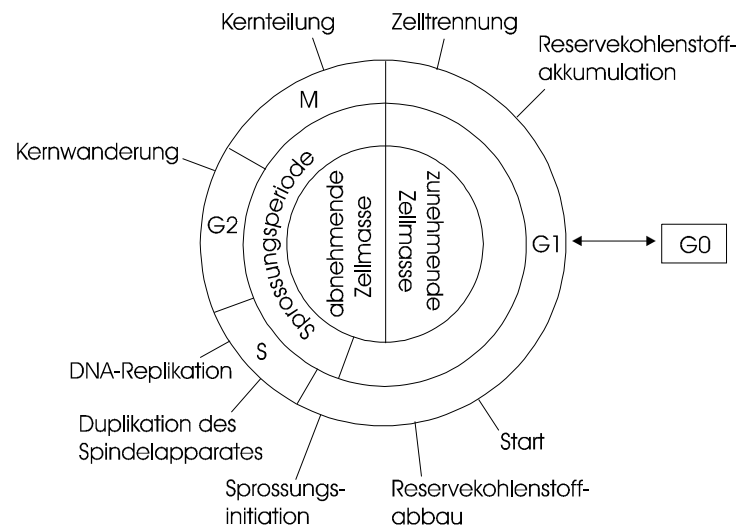 Kernteilung
Zelltrennung
Reservekohlenstoff-
akkumulation
M
Kernwanderung
G2
Sprossungsperiode
abnehmende
Zellmasse
zunehmende
Zellmasse
G1
G0
S
DNA-Replikation
Duplikation des
Spindelapparates
Start
Sprossungs-
initiation
Reservekohlenstoff-
abbau